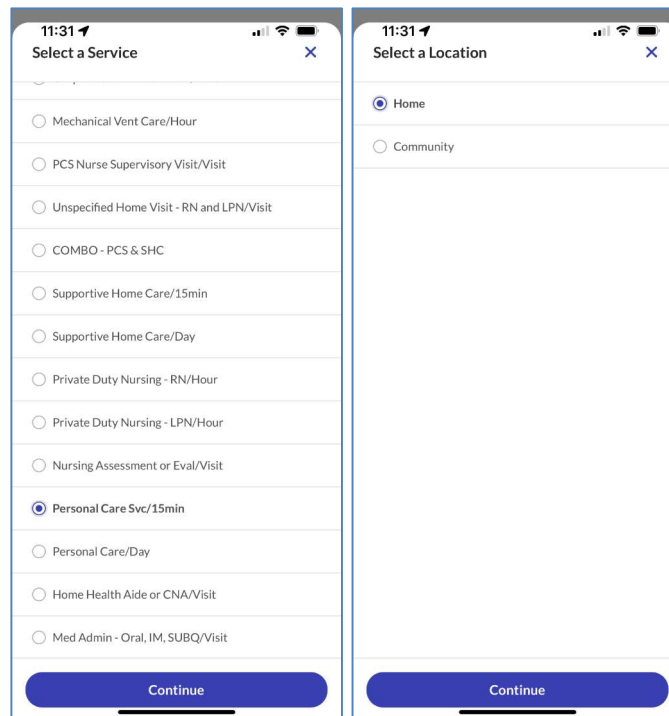 11:31
Select a Service
Mechanical Vent Care/Hour
PCS Nurse Supervisory Visit/Visit
Unspecified Home Visit - RN and LPN/Visit
COMBO - PCS & SHC
Supportive Home Care/15min
Supportive Home Care/Day
Private Duty Nursing - RN/Hour
Private Duty Nursing - LPN/Hour
Nursing Assessment or Eval/Visit
Personal Care Svc/15min
Personal Care/Day
Home Health Aide or CNA/Visit
Med Admin - Oral, IM, SUBQ/Visit
Continue
11:31
Select a Location
Home
Community
Continue